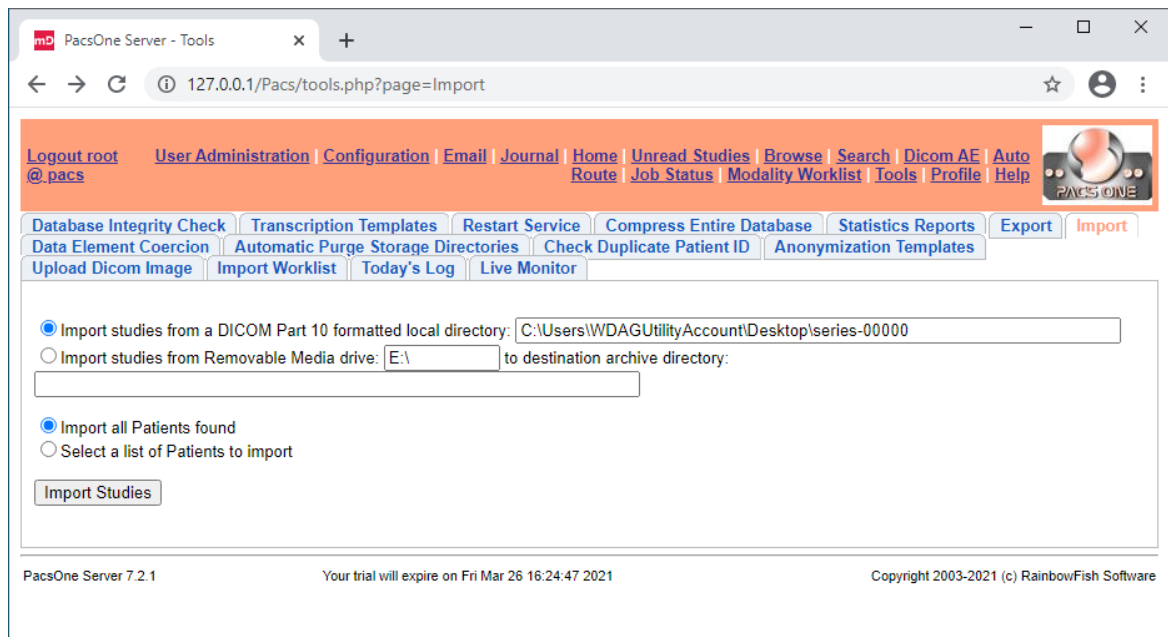 mD PacsOne Server - Tools
127.0.0.1/Pacs/tools.php?page=Import
Logout root User Administration | Configuration | Email | Journal | Home | Unread Studies | Browse | Search | Dicom AE | Auto
@ pacs Route | Job Status | Modality Worklist | Tools | Profile | Help
PACS ONE
Database Integrity Check Transcription Templates Restart Service Compress Entire Database Statistics Reports Export Import
Data Element Coercion Automatic Purge Storage Directories Check Duplicate Patient ID Anonymization Templates
Upload Dicom Image Import Worklist Today's Log Live Monitor
Import studies from a DICOM Part 10 formatted local directory: C:\Users\WDAGUtilityAccount\Desktop\series-00000
Import studies from Removable Media drive: E:\ to destination archive directory:
Import all Patients found
Select a list of Patients to import
Import Studies
PacsOne Server 7.2.1 Your trial will expire on Fri Mar 26 16:24:47 2021 Copyright 2003-2021 (c) RainbowFish Software